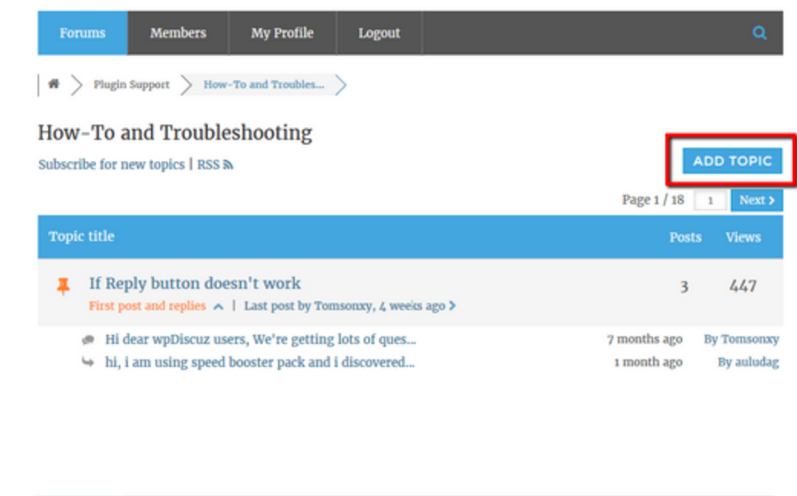 Forums Members My Profile Logout
Plugin Support How-To and Troubles...
How-To and Troubleshooting
Subscribe for new topics | RSS
ADD TOPIC
Page 1 / 18 1 Next >
Topic title Posts Views
If Reply button doesn't work 3 447
First post and replies | Last post by Tomsonxy, 4 weeks ago >
Hi dear wpDiscuz users, We're getting lots of ques... 7 months ago By Tomsonxy
hi, i am using speed booster pack and i discovered... 1 month ago By auludag